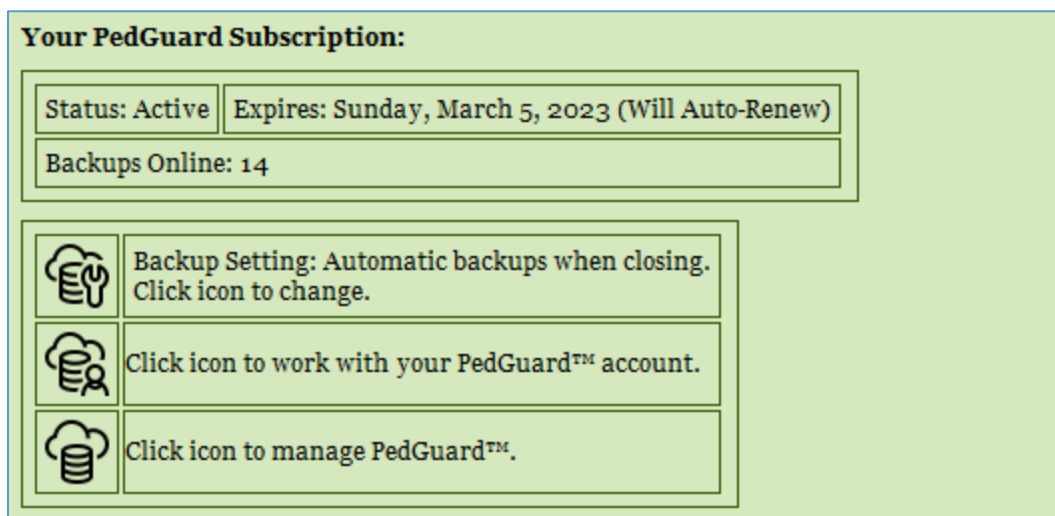 Your PedGuard Subscription:
Status: Active
Expires: Sunday, March 5, 2023 (Will Auto-Renew)
Backups Online: 14
Backup Setting: Automatic backups when closing.
Click icon to change.
Click icon to work with your PedGuard™ account.
Click icon to manage PedGuard™.